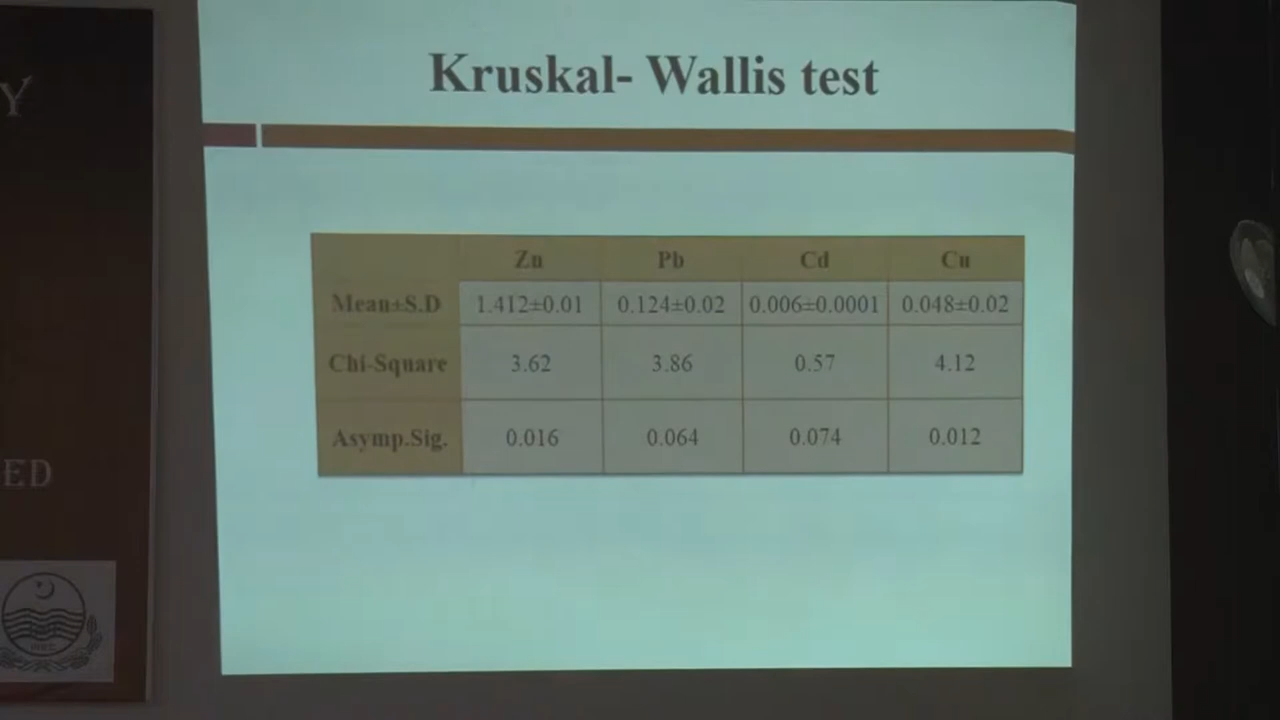 Y
ED
Kruskal- Wallis test
Zn Pb Cd Cu
Mean±S.D 1.412±0.01 0.124±0.02 0.006±0.0001 0.048±0.02
Chi-Square 3.62 3.86 0.57 4.12
Asymp.Sig. 0.016 0.064 0.074 0.012